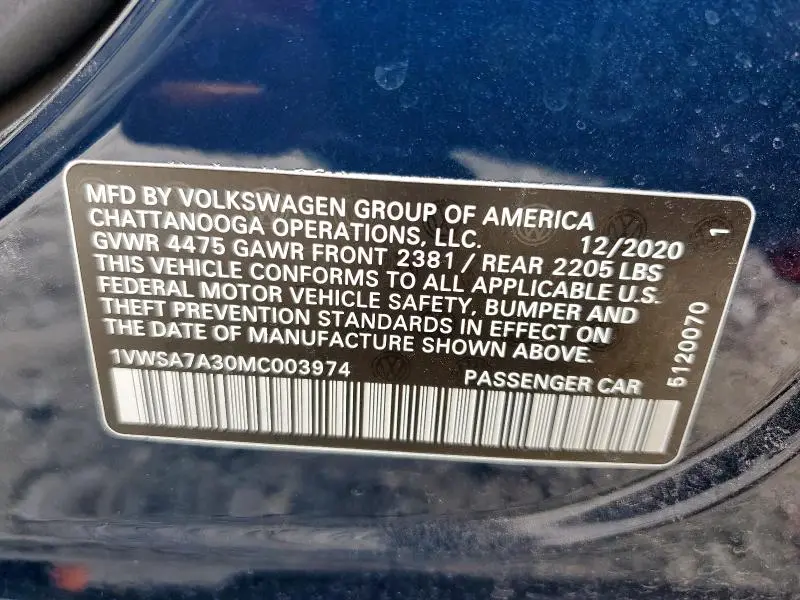 MFD BY VOLKSWAGEN GROUP OF AMERICA
CHATTANOOGA OPERATIONS, LLC. 12/2020 1
GVWR 4475 GAWR FRONT 2381 / REAR 2205 LBS
THIS VEHICLE CONFORMS TO ALL APPLICABLE U.S.
FEDERAL MOTOR VEHICLE SAFETY, BUMPER AND
THEFT PREVENTION STANDARDS IN EFFECT ON
THE DATE OF MANUFACTURE SHOWN ABOVE.
1VWSA7A30MC003974 PASSENGER CAR
5120070